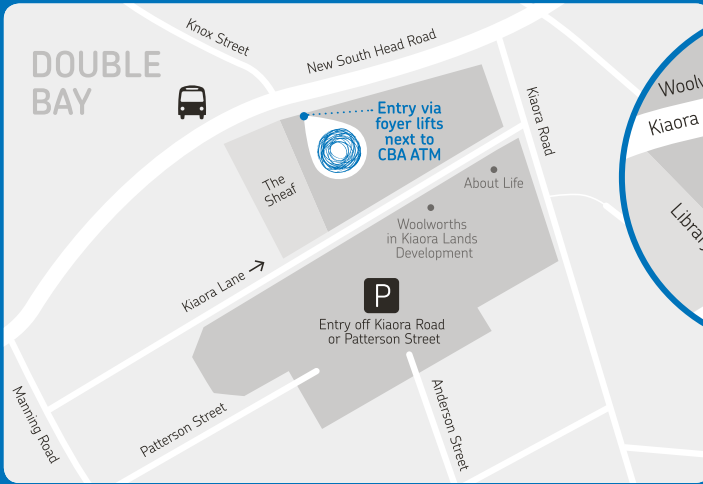 Knox Street
New South Head Road
DOUBLE
BAY
Entry via
foyer lifts
next to
CBA ATM
Kiaora Road
Kiaora
The
Sheaf
About Life
Woolworths
in Kiaora Lands
Development
Kiaora Lane
P
Entry off Kiaora Road
or Patterson Street
Manning Road
Patterson Street
Anderson Street